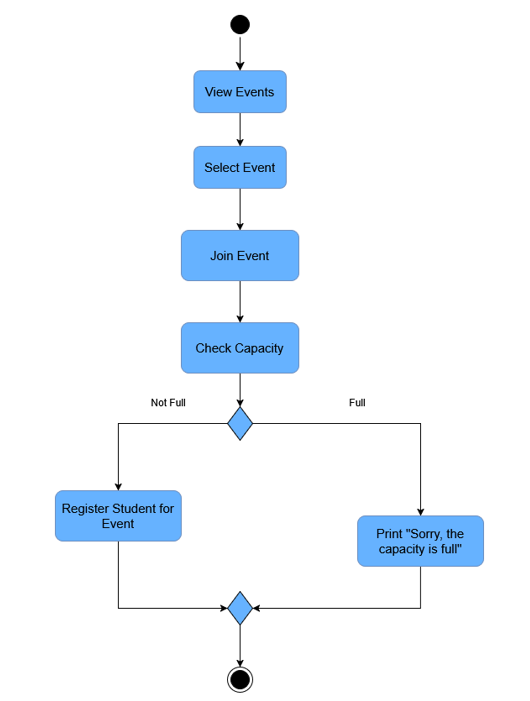 View Events
Select Event
Join Event
Check Capacity
Not Full
Full
Register Student for
Event
Print "Sorry, the
capacity is full"